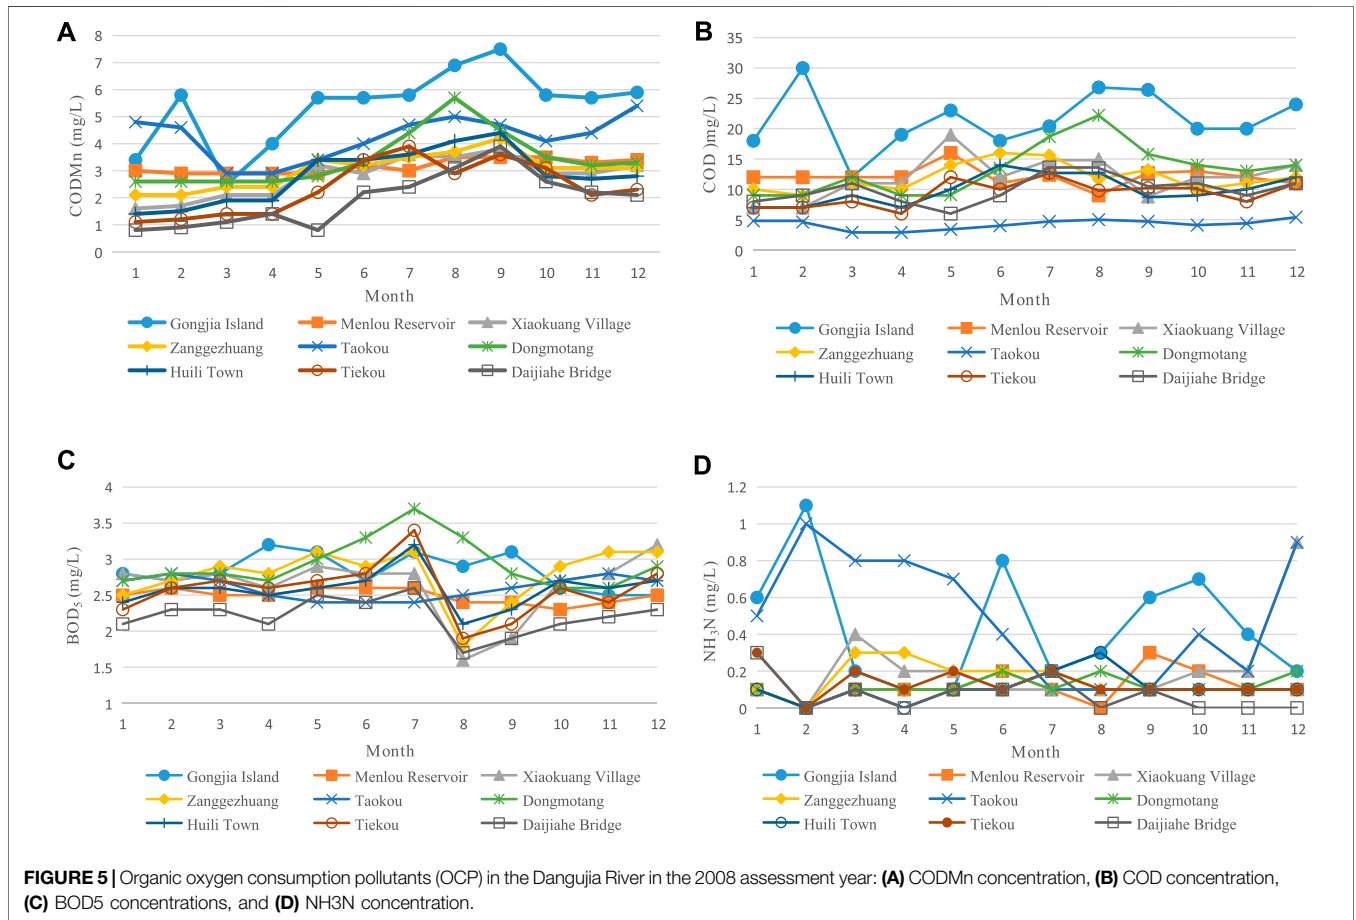 A
8
7
6
5
4
3
2
1
0
CODMn (mg/L)
1 2 3 4 5 6 7 8 9 10 11 12
Month
Gongjia Island Menlou Reservoir Xiaokuang Village
Zanggezhuang Taokou Dongmotang
Huili Town Tiekou Daijiahe Bridge
B
35
30
25
20
15
10
5
0
COD )mg/L)
1 2 3 4 5 6 7 8 9 10 11 12
Month
Gongjia Island Menlou Reservoir Xiaokuang Village
Zanggezhuang Taokou Dongmotang
Huili Town Tiekou Daijiahe Bridge
C
4
3.5
3
2.5
2
1.5
1
BOD₅ (mg/L)
1 2 3 4 5 6 7 8 9 10 11 12
Month
Gongjia Island Menlou Reservoir Xiaokuang Village
Zanggezhuang Taokou Dongmotang
Huili Town Tiekou Daijiahe Bridge
D
1.2
1
0.8
0.6
0.4
0.2
0
NH₃N (mg/L)
1 2 3 4 5 6 7 8 9 10 11 12
Month
Gongjia Island Menlou Reservoir Xiaokuang Village
Zanggezhuang Taokou Dongmotang
Huili Town Tiekou Daijiahe Bridge
FIGURE 5 | Organic oxygen consumption pollutants (OCP) in the Dangujia River in the 2008 assessment year: (A) CODMn concentration, (B) COD concentration,
(C) BOD5 concentrations, and (D) NH3N concentration.